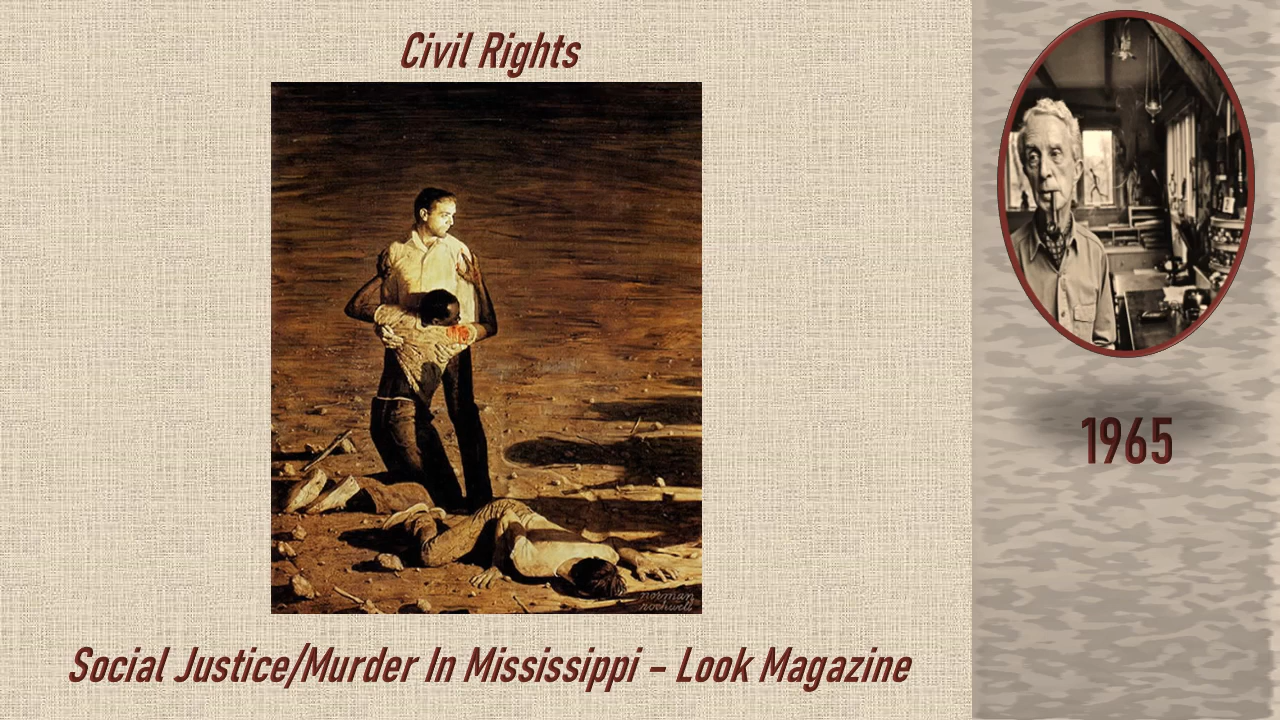 Civil Rights
norman
rockwell
1965
Social Justice/Murder In Mississippi – Look Magazine